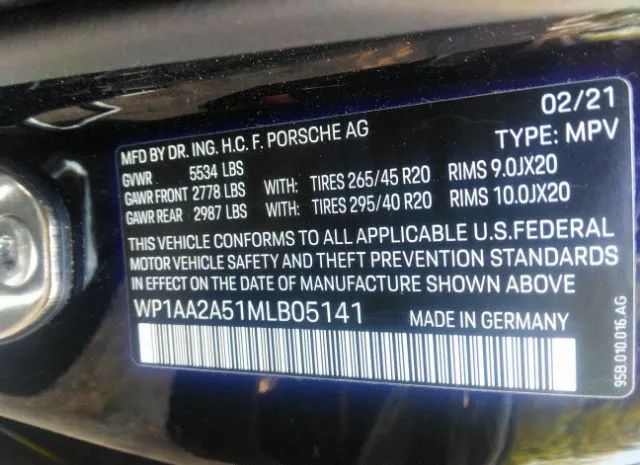 02/21
MFD BY DR. ING. H.C. F. PORSCHE AG TYPE: MPV
GVWR 5534 LBS
GAWR FRONT 2778 LBS WITH: TIRES 265/45 R20 RIMS 9.0JX20
GAWR REAR 2987 LBS WITH: TIRES 295/40 R20 RIMS 10.0JX20
THIS VEHICLE CONFORMS TO ALL APPLICABLE U.S.FEDERAL
MOTOR VEHICLE SAFETY AND THEFT PREVENTION STANDARDS
IN EFFECT ON THE DATE OF MANUFACTURE SHOWN ABOVE.
WP1AA2A51MLB05141 MADE IN GERMANY
95B.010.016.AG